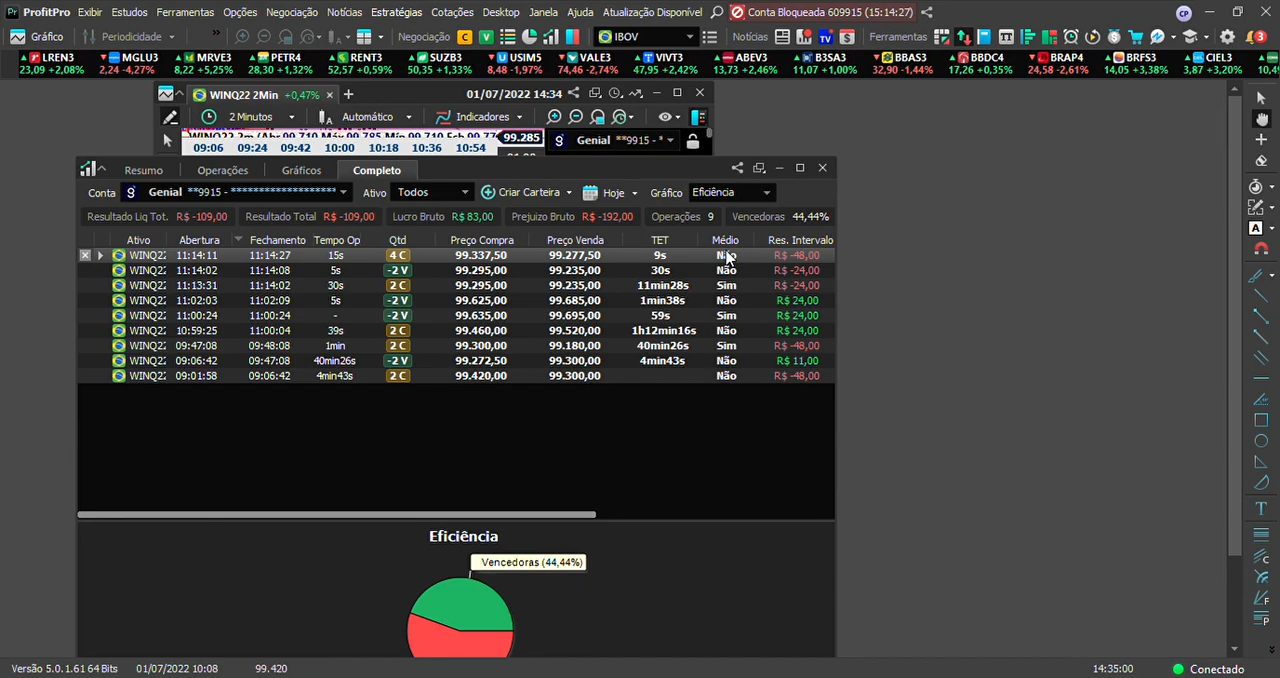 ProfitPro Exibir Estudos Ferramentas Opções Negociação Notícias Estratégias Cotações Desktop Janela Ajuda Atualização Disponível Conta Bloqueada 609915 (15:14:27) CP
Gráfico Periodicidade » Negociação C V IBOV Notícias TV $ Ferramentas 3
LREN3 MGLU3 MRVE3 PETR4 RENT3 SUZB3 USIM5 VALE3 VIVT3 ABEV3 B3SA3 BBAS3 BBDC4 BRAP4 BRFS3 CIEL3
23,09 +2,08% 2,24 -4,27% 8,22 +5,25% 28,30 +1,32% 52,57 +0,59% 50,35 +1,33% 8,48 -1,97% 74,46 -2,74% 47,95 +2,42% 13,73 +2,46% 11,07 +1,00% 32,90 -1,44% 17,26 +0,35% 24,58 -2,61% 14,05 +3,38% 3,87 +3,20%
WINQ22 2Min +0,47% × + 01/07/2022 14:34
2 Minutos Automático Indicadores
99.285 Genial **9915 - *
09:06 09:24 09:42 10:00 10:18 10:36 10:54
Resumo Operações Gráficos Completo
Conta Genial **9915 - ******************** Ativo Todos Criar Carteira Hoje Gráfico Eficiência
Resultado Liq Tot. R$ -109,00 Resultado Total R$ -109,00 Lucro Bruto R$ 83,00 Prejuizo Bruto R$ -192,00 Operações 9 Vencedoras 44,44%
Ativo Abertura Fechamento Tempo Op Qtd Preço Compra Preço Venda TET Médio Res. Intervalo
WINQ22 11:14:11 11:14:27 15s 4 C 99.337,50 99.277,50 9s Não R$ -48,00
WINQ22 11:14:02 11:14:08 5s -2 V 99.295,00 99.235,00 30s Não R$ -24,00
WINQ22 11:13:31 11:14:02 30s 2 C 99.295,00 99.235,00 11min28s Sim R$ -24,00
WINQ22 11:02:03 11:02:09 5s -2 V 99.625,00 99.685,00 1min38s Não R$ 24,00
WINQ22 11:00:24 11:00:24 - -2 V 99.635,00 99.695,00 59s Sim R$ 24,00
WINQ22 10:59:25 11:00:04 39s 2 C 99.460,00 99.520,00 1h12min16s Não R$ 24,00
WINQ22 09:47:08 09:48:08 1min 2 C 99.300,00 99.180,00 40min26s Sim R$ -48,00
WINQ22 09:06:42 09:47:08 40min26s -2 V 99.272,50 99.300,00 4min43s Não R$ 11,00
WINQ22 09:01:58 09:06:42 4min43s 2 C 99.420,00 99.300,00 Não R$ -48,00
Eficiência
Vencedoras (44,44%)
Versão 5.0.1.61 64 Bits 01/07/2022 10:08 99.420 14:35:00 Conectado